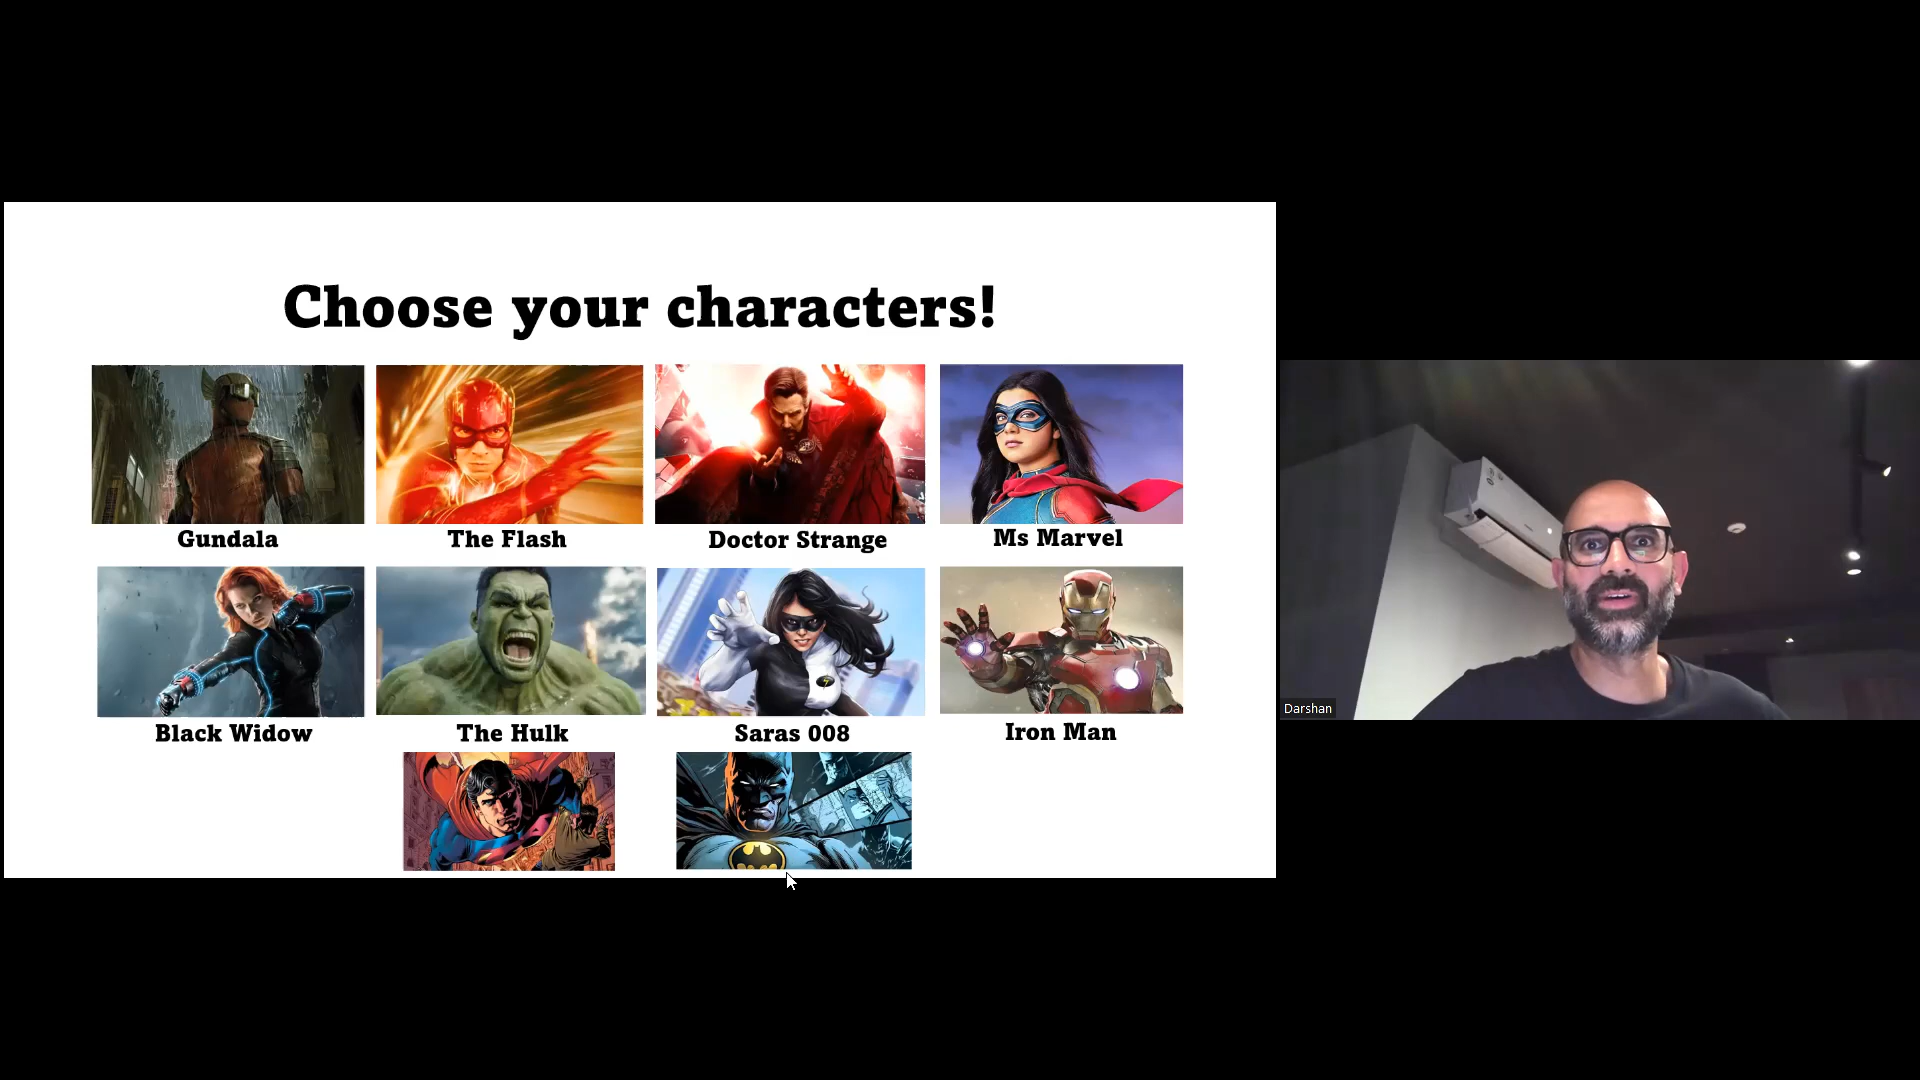 Choose your characters!
Gundala
The Flash
Doctor Strange
Ms Marvel
Black Widow
The Hulk
Saras 008
Iron Man
Darshan